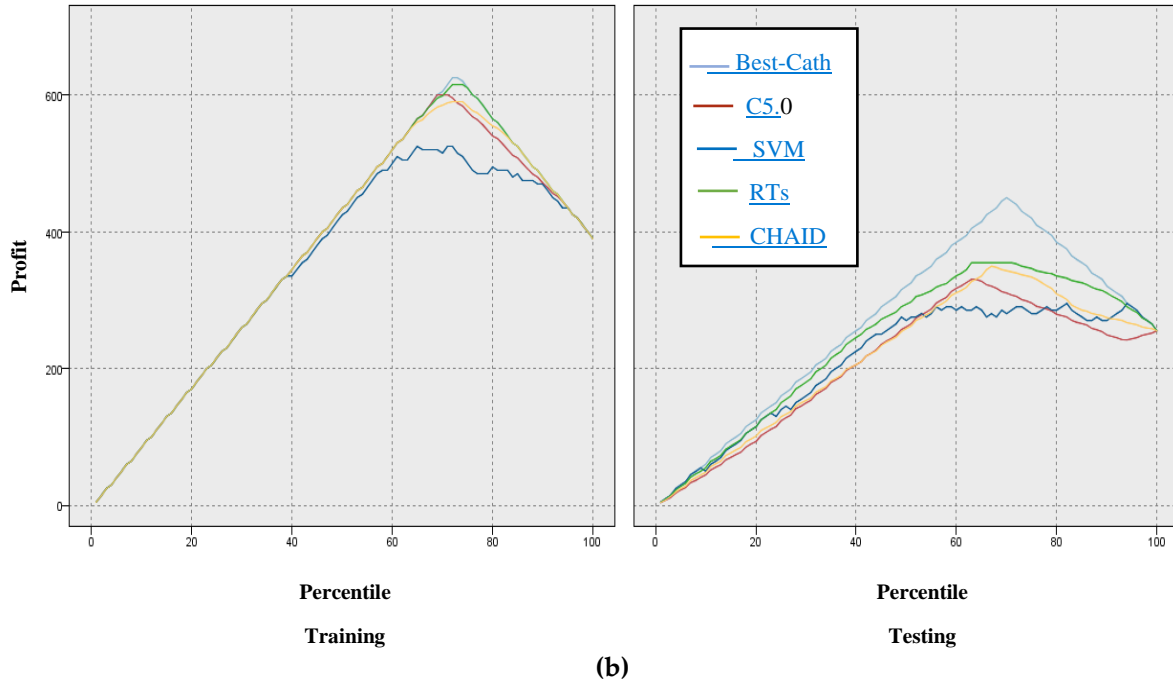 Profit
600
400
200
0
0 20 40 60 80 100
Percentile
Training
Best-Cath
C5.0
SVM
RTs
CHAID
0 20 40 60 80 100
Percentile
Testing
(b)